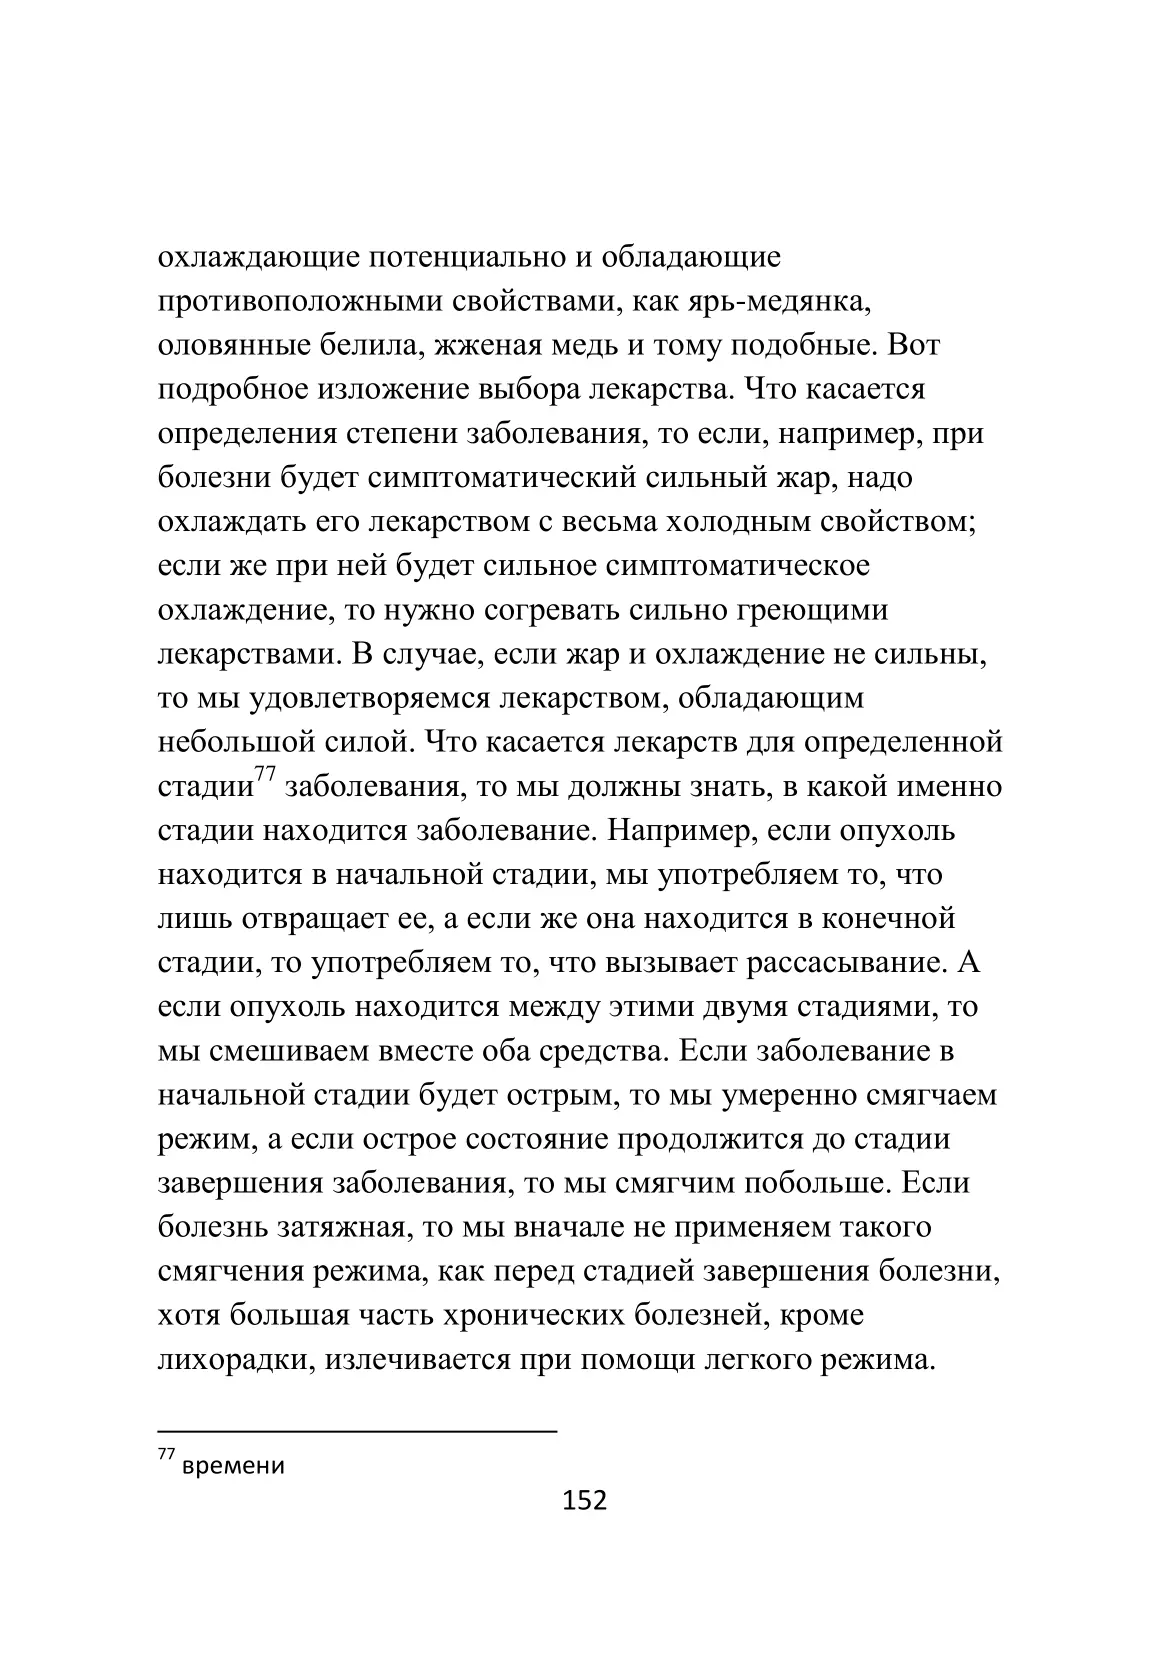 охлаждающие потенциально и обладающие
противоположными свойствами, как ярь-медянка,
оловянные белила, жженая медь и тому подобные. Вот
подробное изложение выбора лекарства. Что касается
определения степени заболевания, то если, например, при
болезни будет симптоматический сильный жар, надо
охлаждать его лекарством с весьма холодным свойством;
если же при ней будет сильное симптоматическое
охлаждение, то нужно согревать сильно греющими
лекарствами. В случае, если жар и охлаждение не сильны,
то мы удовлетворяемся лекарством, обладающим
небольшой силой. Что касается лекарств для определенной
стадии77 заболевания, то мы должны знать, в какой именно
стадии находится заболевание. Например, если опухоль
находится в начальной стадии, мы употребляем то, что
лишь отвращает ее, а если же она находится в конечной
стадии, то употребляем то, что вызывает рассасывание. А
если опухоль находится между этими двумя стадиями, то
мы смешиваем вместе оба средства. Если заболевание в
начальной стадии будет острым, то мы умеренно смягчаем
режим, а если острое состояние продолжится до стадии
завершения заболевания, то мы смягчим побольше. Если
болезнь затяжная, то мы вначале не применяем такого
смягчения режима, как перед стадией завершения болезни,
хотя большая часть хронических болезней, кроме
лихорадки, излечивается при помощи легкого режима.
77 времени
152